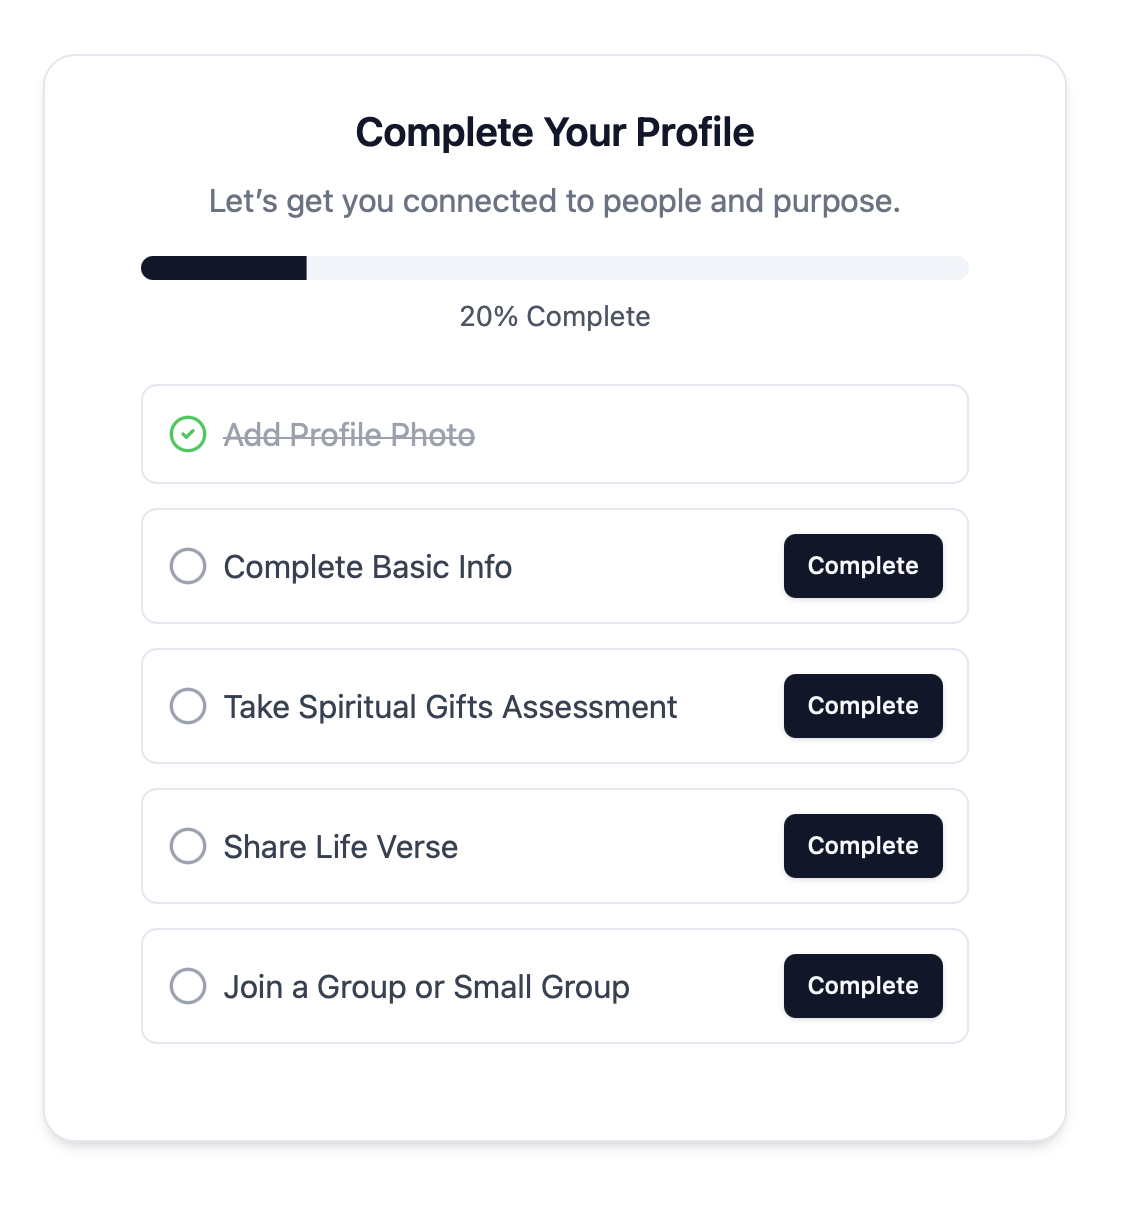 Complete Your Profile
Let’s get you connected to people and purpose.
20% Complete
Add Profile Photo
Complete Basic Info
Complete
Take Spiritual Gifts Assessment
Complete
Share Life Verse
Complete
Join a Group or Small Group
Complete